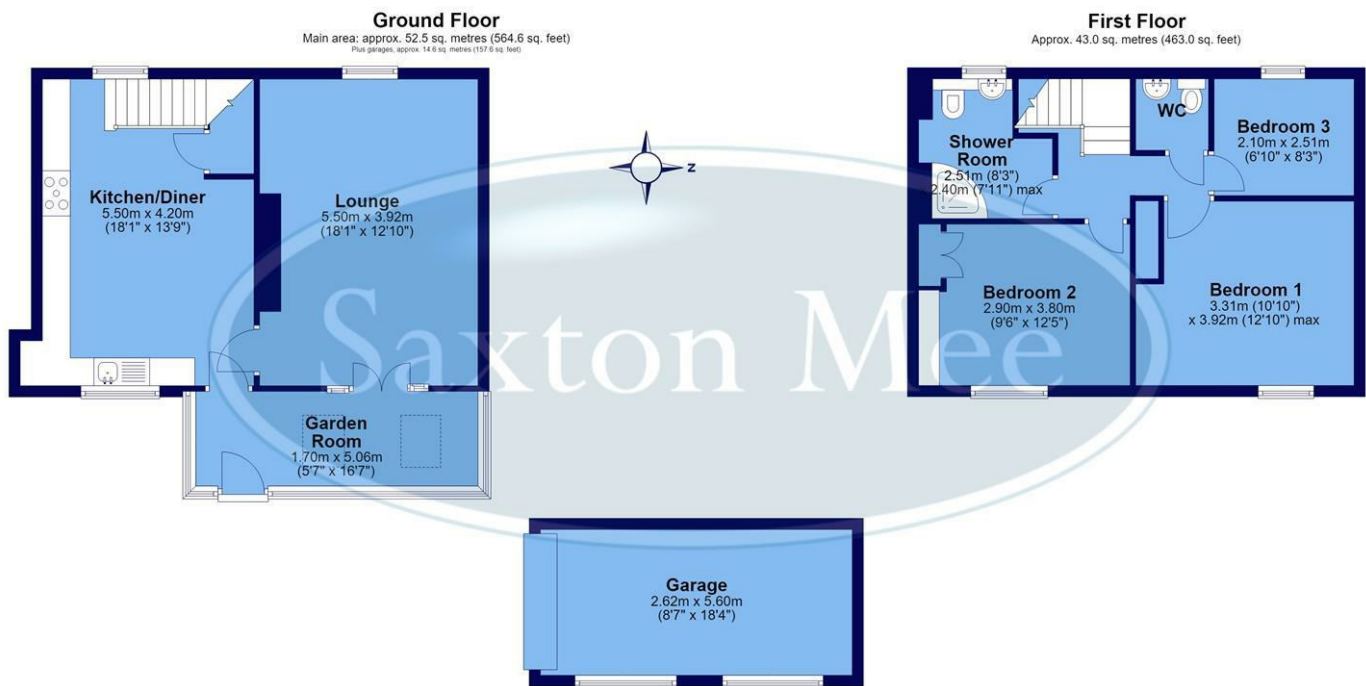 Ground Floor
Main area: approx. 52.5 sq. metres (564.6 sq. feet)
Plus garages, approx. 14.6 sq. metres (157.6 sq. feet)
First Floor
Approx. 43.0 sq. metres (463.0 sq. feet)
Kitchen/Diner
5.50m x 4.20m
(18'1" x 13'9")
Lounge
5.50m x 3.92m
(18'1" x 12'10")
Z
Shower
Room
2.51m (8'3")
2.40m (7'11") max
WC
Bedroom 3
2.10m x 2.51m
(6'10" x 8'3")
Bedroom 2
2.90m x 3.80m
(9'6" x 12'5")
Bedroom 1
3.31m (10'10")
x 3.92m (12'10") max
Saxton Mee
Garden
Room
1.70m x 5.06m
(5'7" x 16'7")
Garage
2.62m x 5.60m
(8'7" x 18'4")